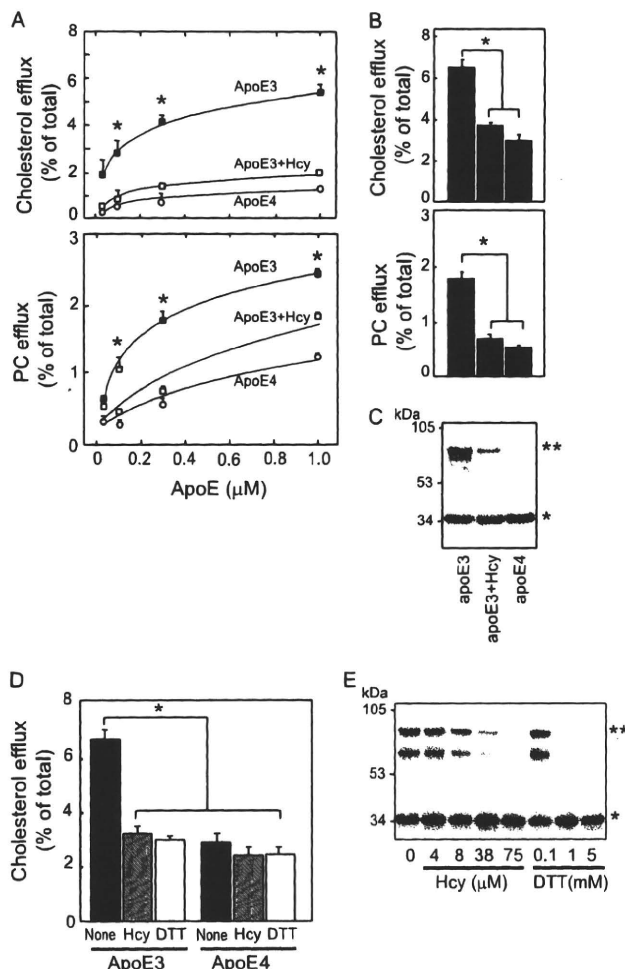 A
Cholesterol efflux
(% of total)
8
6
4
2
0
ApoE3
ApoE3+Hcy
ApoE4
*
*
*
PC efflux
(% of total)
3
2
1
0
ApoE3
ApoE3+Hcy
ApoE4
*
*
*
0 0.2 0.4 0.6 0.8 1.0
ApoE (μM)
B
Cholesterol efflux
(% of total)
8
6
4
2
0
*
PC efflux
(% of total)
3
2
1
0
*
C kDa
105
53
34
**
*
apoE3
apoE3+Hcy
apoE4
D
Cholesterol efflux
(% of total)
8
6
4
2
0
*
None Hcy DTT None Hcy DTT
ApoE3 ApoE4
E
kDa
105
53
34
**
*
0 4 8 38 75 0.1 1 5
Hcy (μM) DTT(mM)